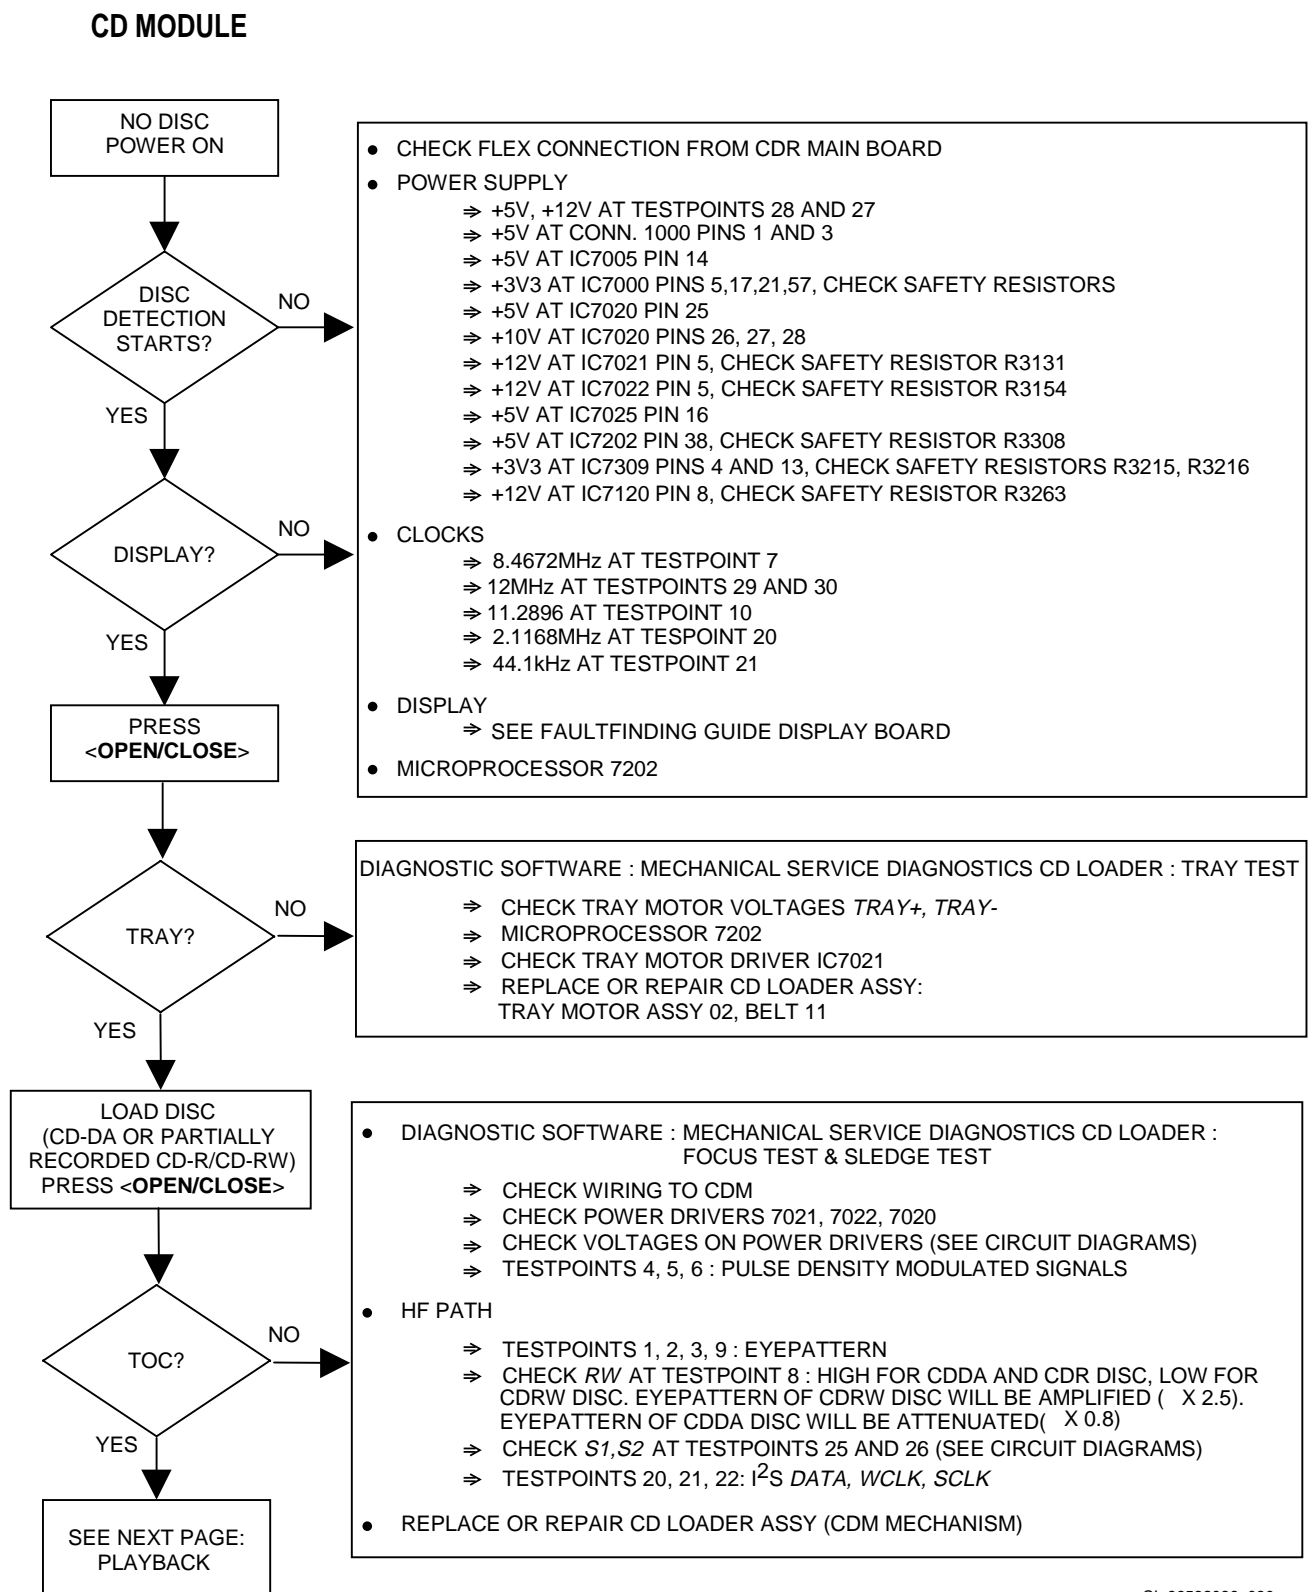 CD MODULE
NO DISC
POWER ON
DISC
DETECTION
STARTS?
NO
YES
● CHECK FLEX CONNECTION FROM CDR MAIN BOARD
● POWER SUPPLY
⇒ +5V, +12V AT TESTPOINTS 28 AND 27
⇒ +5V AT CONN. 1000 PINS 1 AND 3
⇒ +5V AT IC7005 PIN 14
⇒ +3V3 AT IC7000 PINS 5,17,21,57, CHECK SAFETY RESISTORS
⇒ +5V AT IC7020 PIN 25
⇒ +10V AT IC7020 PINS 26, 27, 28
⇒ +12V AT IC7021 PIN 5, CHECK SAFETY RESISTOR R3131
⇒ +12V AT IC7022 PIN 5, CHECK SAFETY RESISTOR R3154
⇒ +5V AT IC7025 PIN 16
⇒ +5V AT IC7202 PIN 38, CHECK SAFETY RESISTOR R3308
⇒ +3V3 AT IC7309 PINS 4 AND 13, CHECK SAFETY RESISTORS R3215, R3216
⇒ +12V AT IC7120 PIN 8, CHECK SAFETY RESISTOR R3263
● CLOCKS
⇒ 8.4672MHz AT TESTPOINT 7
⇒ 12MHz AT TESTPOINTS 29 AND 30
⇒ 11.2896 AT TESTPOINT 10
⇒ 2.1168MHz AT TESPOINT 20
⇒ 44.1kHz AT TESTPOINT 21
● DISPLAY
⇒ SEE FAULTFINDING GUIDE DISPLAY BOARD
● MICROPROCESSOR 7202
DISPLAY?
NO
YES
PRESS
<OPEN/CLOSE>
TRAY?
NO
YES
DIAGNOSTIC SOFTWARE : MECHANICAL SERVICE DIAGNOSTICS CD LOADER : TRAY TEST
⇒ CHECK TRAY MOTOR VOLTAGES TRAY+, TRAY-
⇒ MICROPROCESSOR 7202
⇒ CHECK TRAY MOTOR DRIVER IC7021
⇒ REPLACE OR REPAIR CD LOADER ASSY:
TRAY MOTOR ASSY 02, BELT 11
LOAD DISC
(CD-DA OR PARTIALLY
RECORDED CD-R/CD-RW)
PRESS <OPEN/CLOSE>
TOC?
NO
YES
● DIAGNOSTIC SOFTWARE : MECHANICAL SERVICE DIAGNOSTICS CD LOADER :
FOCUS TEST & SLEDGE TEST
⇒ CHECK WIRING TO CDM
⇒ CHECK POWER DRIVERS 7021, 7022, 7020
⇒ CHECK VOLTAGES ON POWER DRIVERS (SEE CIRCUIT DIAGRAMS)
⇒ TESTPOINTS 4, 5, 6 : PULSE DENSITY MODULATED SIGNALS
● HF PATH
⇒ TESTPOINTS 1, 2, 3, 9 : EYEPATTERN
⇒ CHECK RW AT TESTPOINT 8 : HIGH FOR CDDA AND CDR DISC, LOW FOR
CDRW DISC. EYEPATTERN OF CDRW DISC WILL BE AMPLIFIED ( X 2.5).
EYEPATTERN OF CDDA DISC WILL BE ATTENUATED( X 0.8)
⇒ CHECK S1,S2 AT TESTPOINTS 25 AND 26 (SEE CIRCUIT DIAGRAMS)
⇒ TESTPOINTS 20, 21, 22: I²S DATA, WCLK, SCLK
● REPLACE OR REPAIR CD LOADER ASSY (CDM MECHANISM)
SEE NEXT PAGE:
PLAYBACK